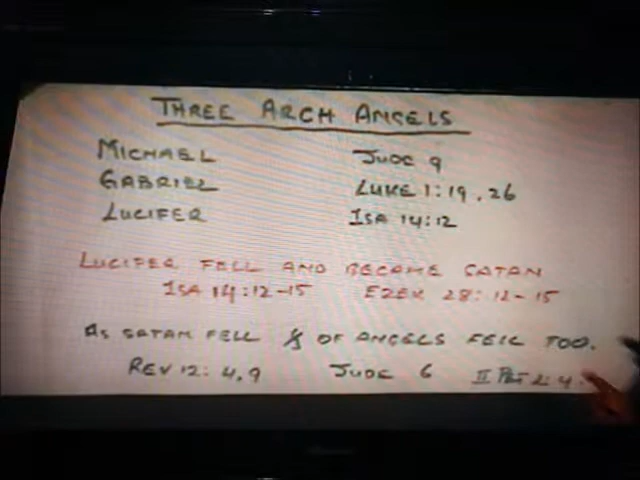 THREE ARCH ANGELS
MICHAEL JUDE 9
GABRIEL LUKE 1:19, 26
LUCIFER ISA 14:12
LUCIFER FELL AND BECAME SATAN
ISA 14:12-15 EZEK 28:12-15
AS SATAN FELL ⅓ OF ANGELS FELL TOO.
REV 12:4,9 JUDE 6 II PET 2:4.